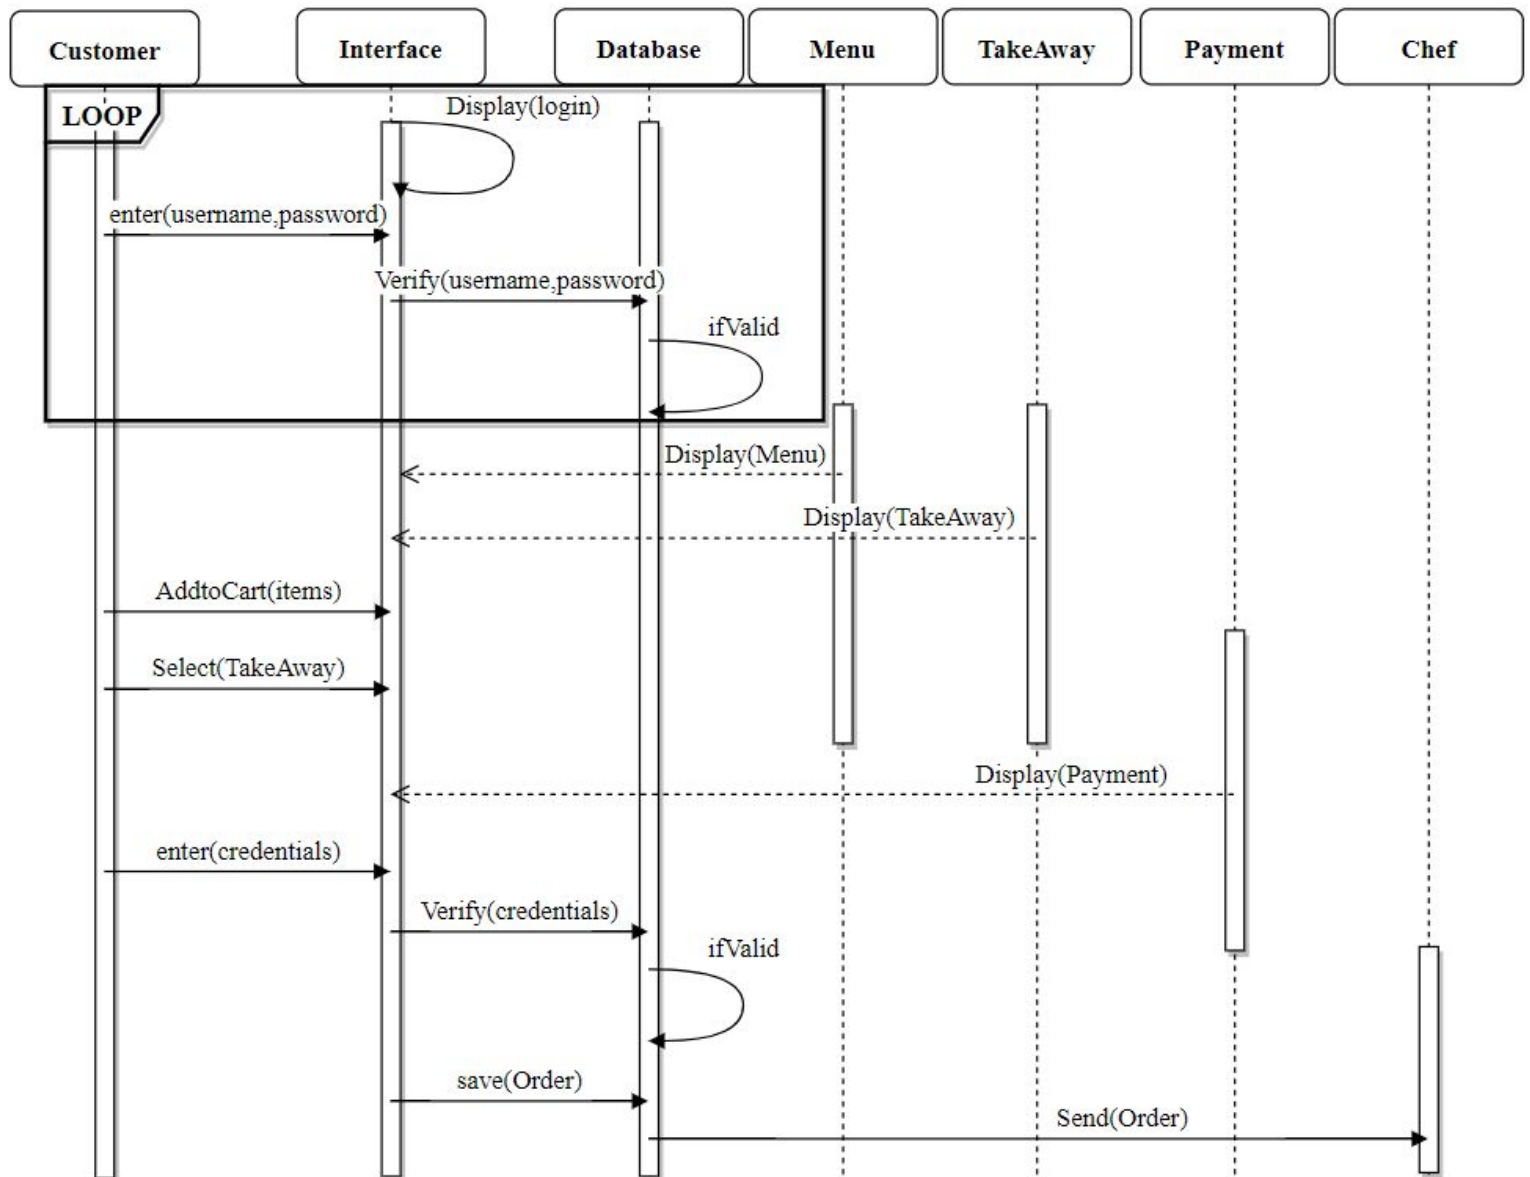 Customer
Interface
Database
Menu
TakeAway
Payment
Chef
LOOP
Display(login)
enter(username,password)
Verify(username,password)
ifValid
Display(Menu)
Display(TakeAway)
AddtoCart(items)
Select(TakeAway)
Display(Payment)
enter(credentials)
Verify(credentials)
ifValid
save(Order)
Send(Order)